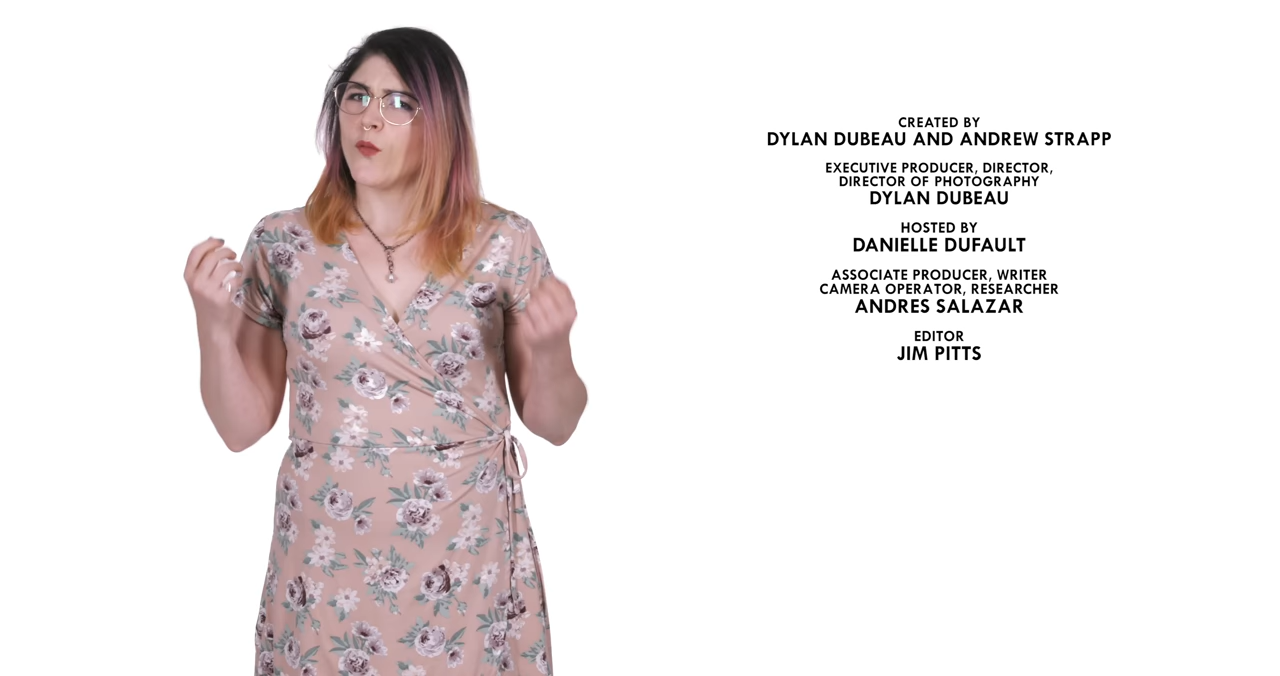 CREATED BY
DYLAN DUBEAU AND ANDREW STRAPP
EXECUTIVE PRODUCER, DIRECTOR,
DIRECTOR OF PHOTOGRAPHY
DYLAN DUBEAU
HOSTED BY
DANIELLE DUFAULT
ASSOCIATE PRODUCER, WRITER
CAMERA OPERATOR, RESEARCHER
ANDRES SALAZAR
EDITOR
JIM PITTS